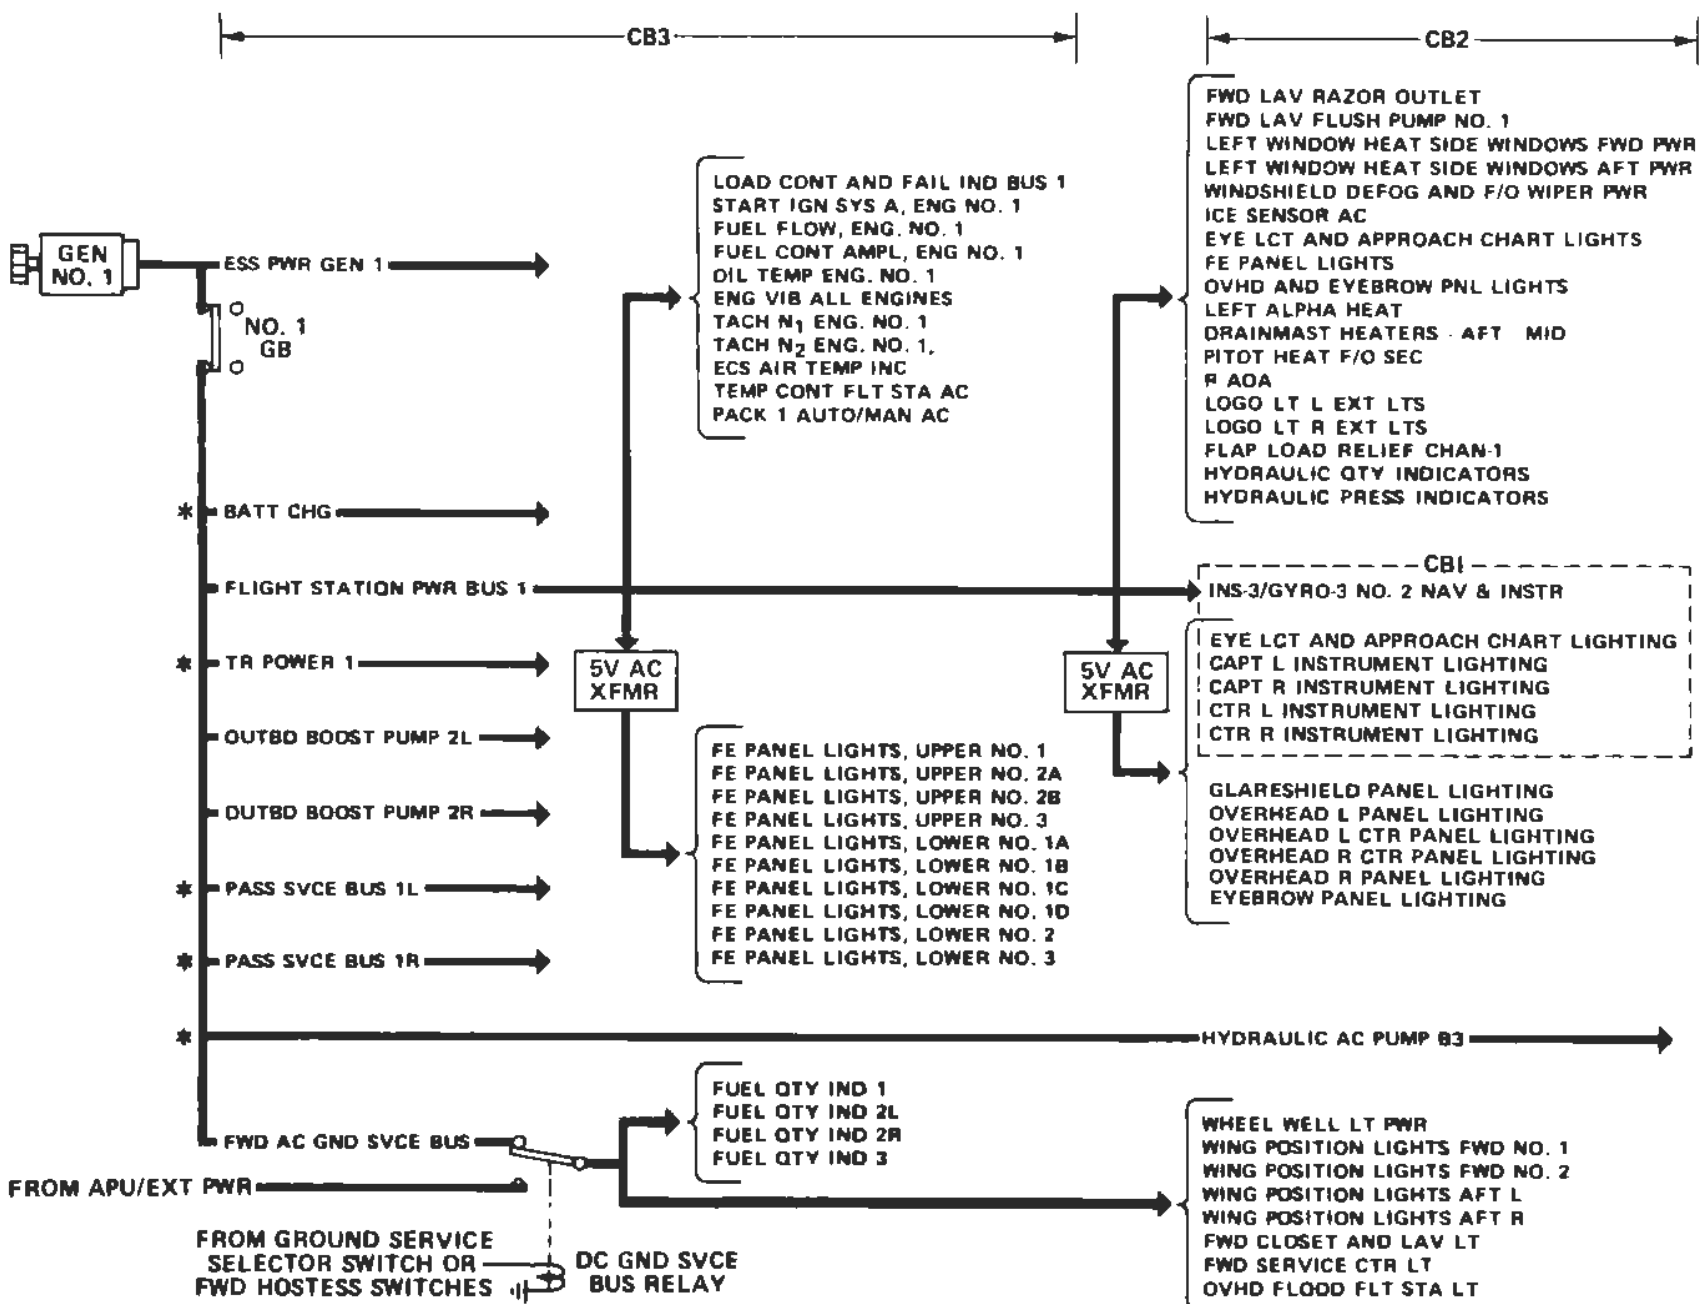 CB3
CB2
GEN
NO. 1
ESS PWR GEN 1
NO. 1
GB
* BATT CHG
FLIGHT STATION PWR BUS 1
* TR POWER 1
OUTBD BOOST PUMP 2L
OUTBD BOOST PUMP 2R
* PASS SVCE BUS 1L
* PASS SVCE BUS 1R
*
HYDRAULIC AC PUMP B3
FWD AC GND SVCE BUS
FROM APU/EXT PWR
FROM GROUND SERVICE
SELECTOR SWITCH OR
FWD HOSTESS SWITCHES
DC GND SVCE
BUS RELAY
LOAD CONT AND FAIL IND BUS 1
START IGN SYS A, ENG NO. 1
FUEL FLOW, ENG. NO. 1
FUEL CONT AMPL, ENG NO. 1
OIL TEMP ENG. NO. 1
ENG VIB ALL ENGINES
TACH N1 ENG. NO. 1
TACH N2 ENG. NO. 1,
ECS AIR TEMP INC
TEMP CONT FLT STA AC
PACK 1 AUTO/MAN AC
5V AC
XFMR
FE PANEL LIGHTS, UPPER NO. 1
FE PANEL LIGHTS, UPPER NO. 2A
FE PANEL LIGHTS, UPPER NO. 2B
FE PANEL LIGHTS, UPPER NO. 3
FE PANEL LIGHTS, LOWER NO. 1A
FE PANEL LIGHTS, LOWER NO. 1B
FE PANEL LIGHTS, LOWER NO. 1C
FE PANEL LIGHTS, LOWER NO. 1D
FE PANEL LIGHTS, LOWER NO. 2
FE PANEL LIGHTS, LOWER NO. 3
FUEL QTY IND 1
FUEL QTY IND 2L
FUEL QTY IND 2R
FUEL QTY IND 3
FWD LAV RAZOR OUTLET
FWD LAV FLUSH PUMP NO. 1
LEFT WINDOW HEAT SIDE WINDOWS FWD PWR
LEFT WINDOW HEAT SIDE WINDOWS AFT PWR
WINDSHIELD DEFOG AND F/O WIPER PWR
ICE SENSOR AC
EYE LCT AND APPROACH CHART LIGHTS
FE PANEL LIGHTS
OVHD AND EYEBROW PNL LIGHTS
LEFT ALPHA HEAT
DRAINMAST HEATERS - AFT MID
PITOT HEAT F/O SEC
R AOA
LOGO LT L EXT LTS
LOGO LT R EXT LTS
FLAP LOAD RELIEF CHAN-1
HYDRAULIC QTY INDICATORS
HYDRAULIC PRESS INDICATORS
CB1
INS-3/GYRO-3 NO. 2 NAV & INSTR
5V AC
XFMR
EYE LCT AND APPROACH CHART LIGHTING
CAPT L INSTRUMENT LIGHTING
CAPT R INSTRUMENT LIGHTING
CTR L INSTRUMENT LIGHTING
CTR R INSTRUMENT LIGHTING
GLARESHIELD PANEL LIGHTING
OVERHEAD L PANEL LIGHTING
OVERHEAD L CTR PANEL LIGHTING
OVERHEAD R CTR PANEL LIGHTING
OVERHEAD R PANEL LIGHTING
EYEBROW PANEL LIGHTING
WHEEL WELL LT PWR
WING POSITION LIGHTS FWD NO. 1
WING POSITION LIGHTS FWD NO. 2
WING POSITION LIGHTS AFT L
WING POSITION LIGHTS AFT R
FWD CLOSET AND LAV LT
FWD SERVICE CTR LT
OVHD FLOOD FLT STA LT